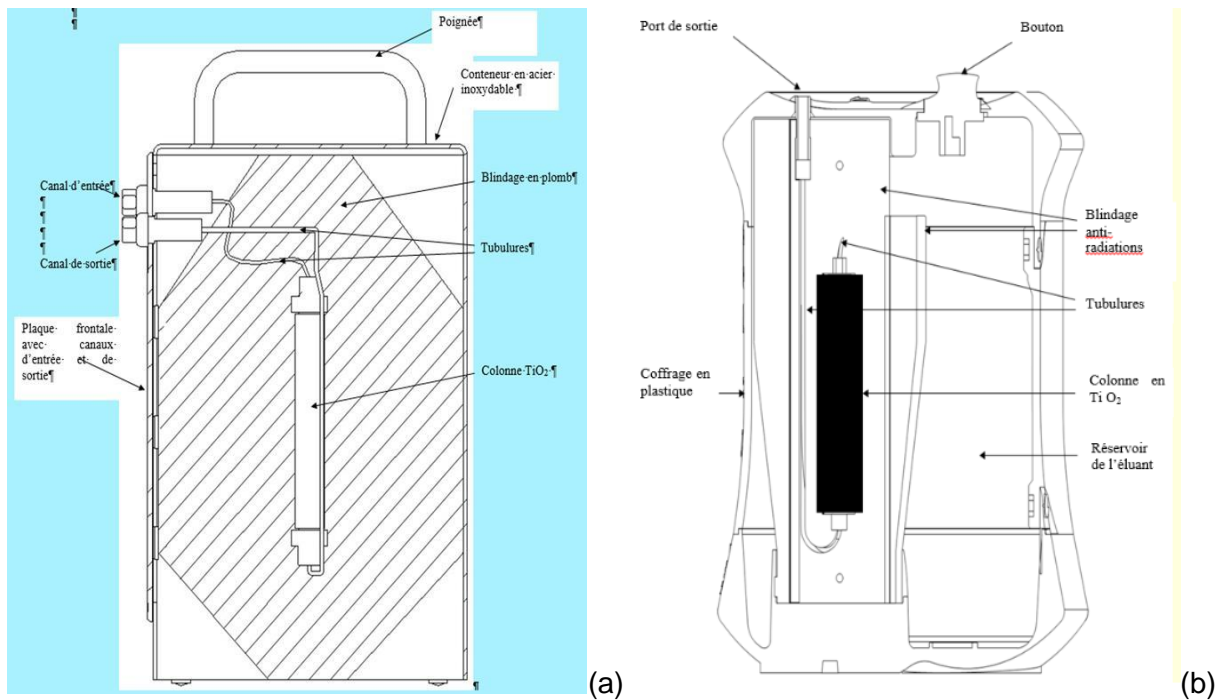 ¶
¶
Poignée¶
Conteneur·en·acier·
inoxydable·¶
Canal·d'entrée¶
¶
¶
¶
¶
¶
Canal·de·sortie¶
Blindage·en·plomb¶
Tubulures¶
Plaque· frontale·
avec· canaux·
d'entrée· et· de·
sortie¶
Colonne·TiO₂·¶
¶
(a)
Port de sortie
Bouton
Blindage
anti-
radiations
Tubulures
Coffrage en
plastique
Colonne en
Ti O₂
Réservoir
de l'éluant
(b)